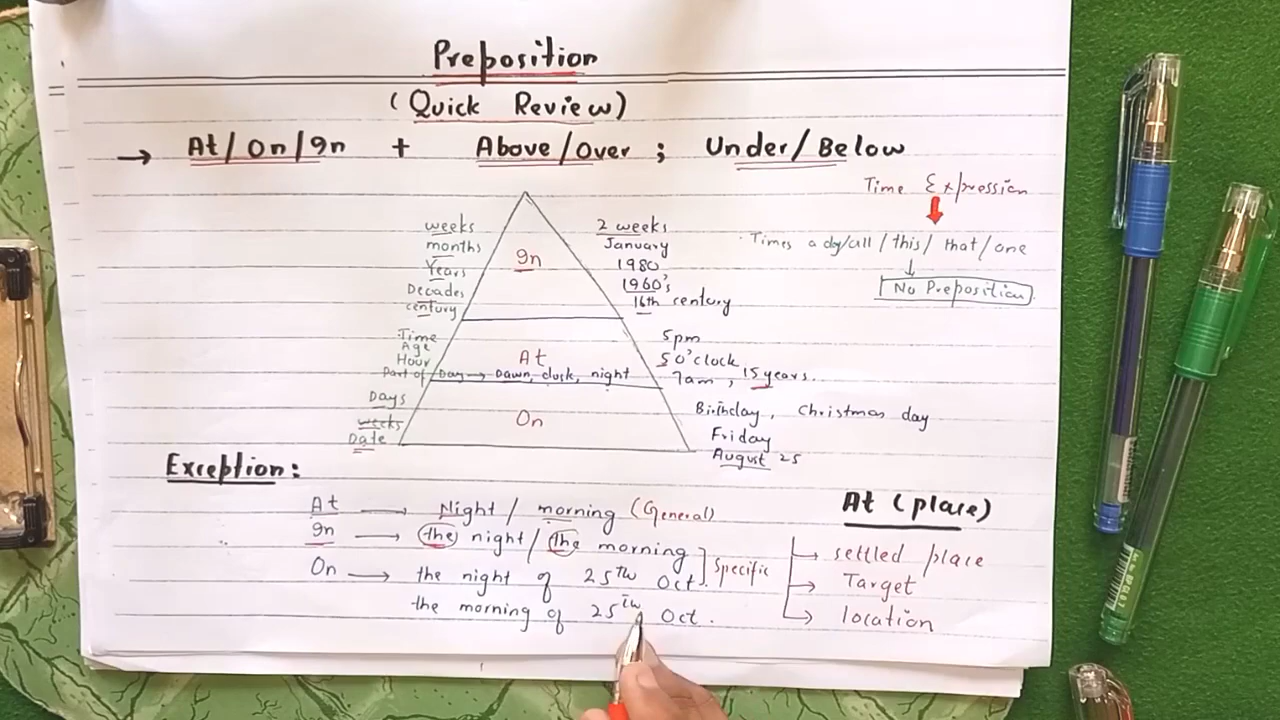 Preposition
(Quick Review)
→ At/On/In + Above/Over ; Under/Below
Time Expression
Times a day/all / this / that / one
No Preposition
weeks
months
Years
Decades
century
In
2 weeks
January
1980
1960's
16th century
Time
Age
Hour
Part of Day → Dawn, dusk, night
At
5pm
5 o'clock
7am, 15 years.
Days
weeks
Date
On
Birthday, Christmas day
Friday
August 25
Exception:
At → Night / morning (General)
In → (the) night / (the) morning
On → the night of 25th Oct.
the morning of 25th Oct.
Specific
At (place)
→ settled place
→ Target
→ location